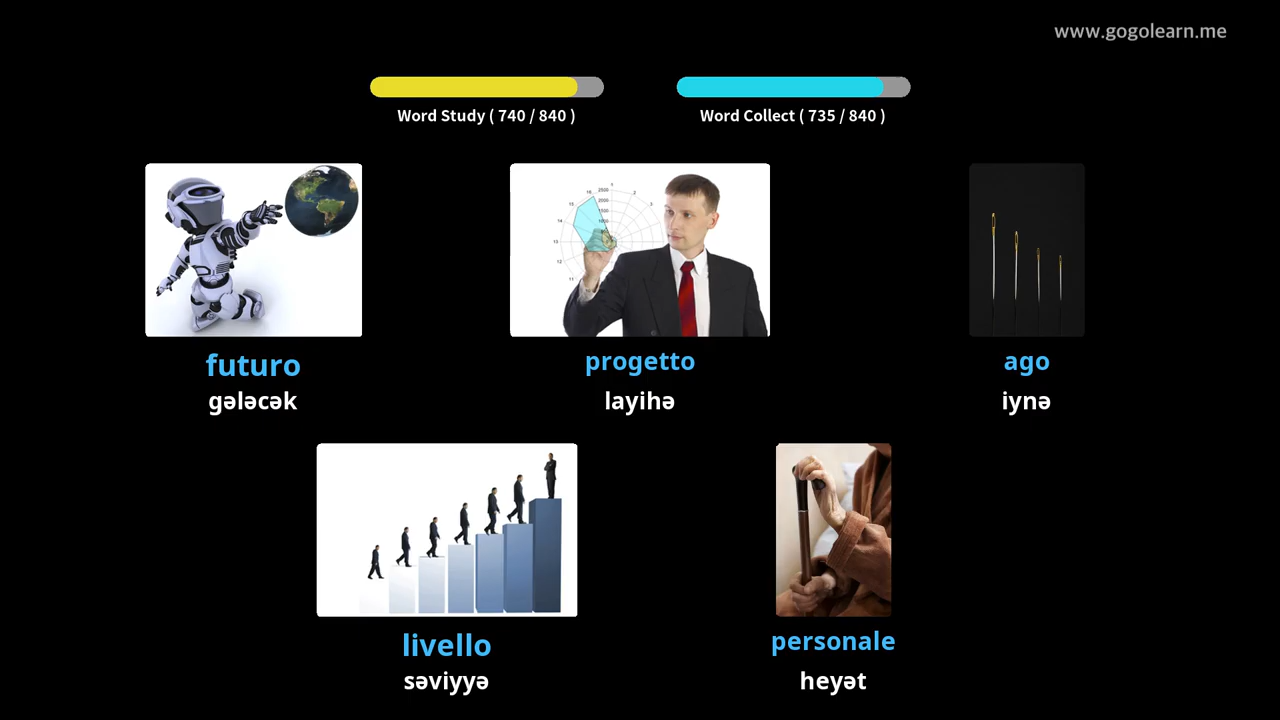 www.gogolearn.me
Word Study ( 740 / 840 )
Word Collect ( 735 / 840 )
futuro
gələcək
progetto
layihə
ago
iynə
livello
səviyyə
personale
heyət